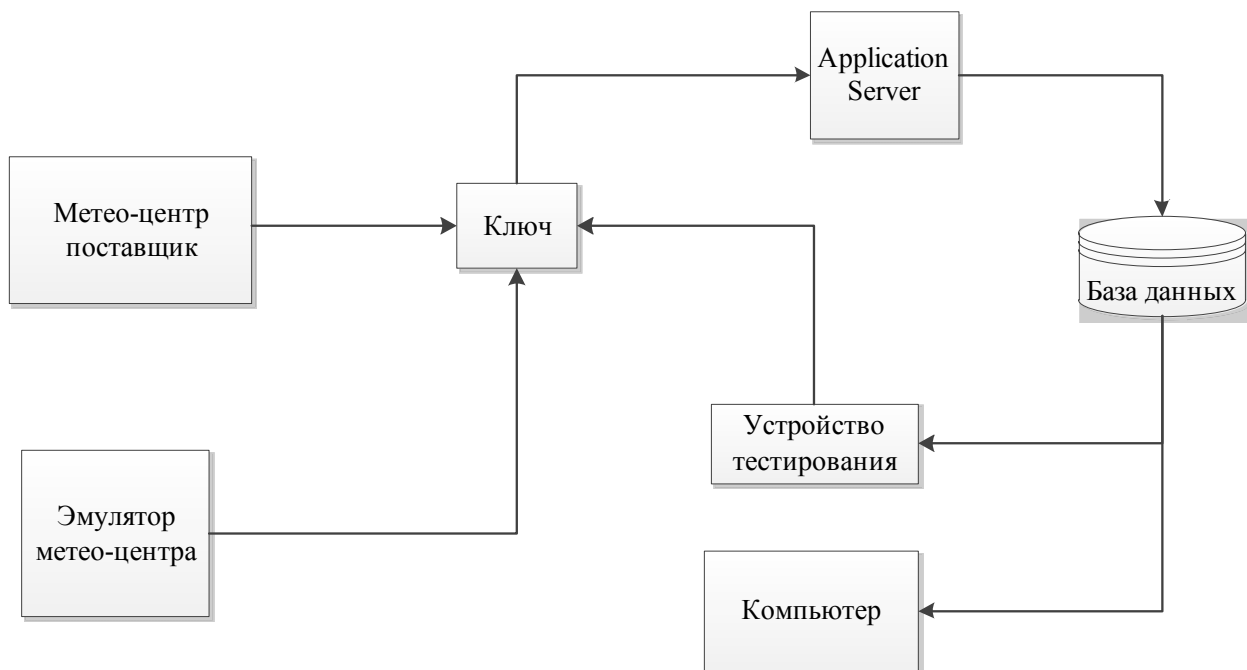 Application
Server
Метео-центр
поставщик
Ключ
База данных
Устройство
тестирования
Эмулятор
метео-центра
Компьютер